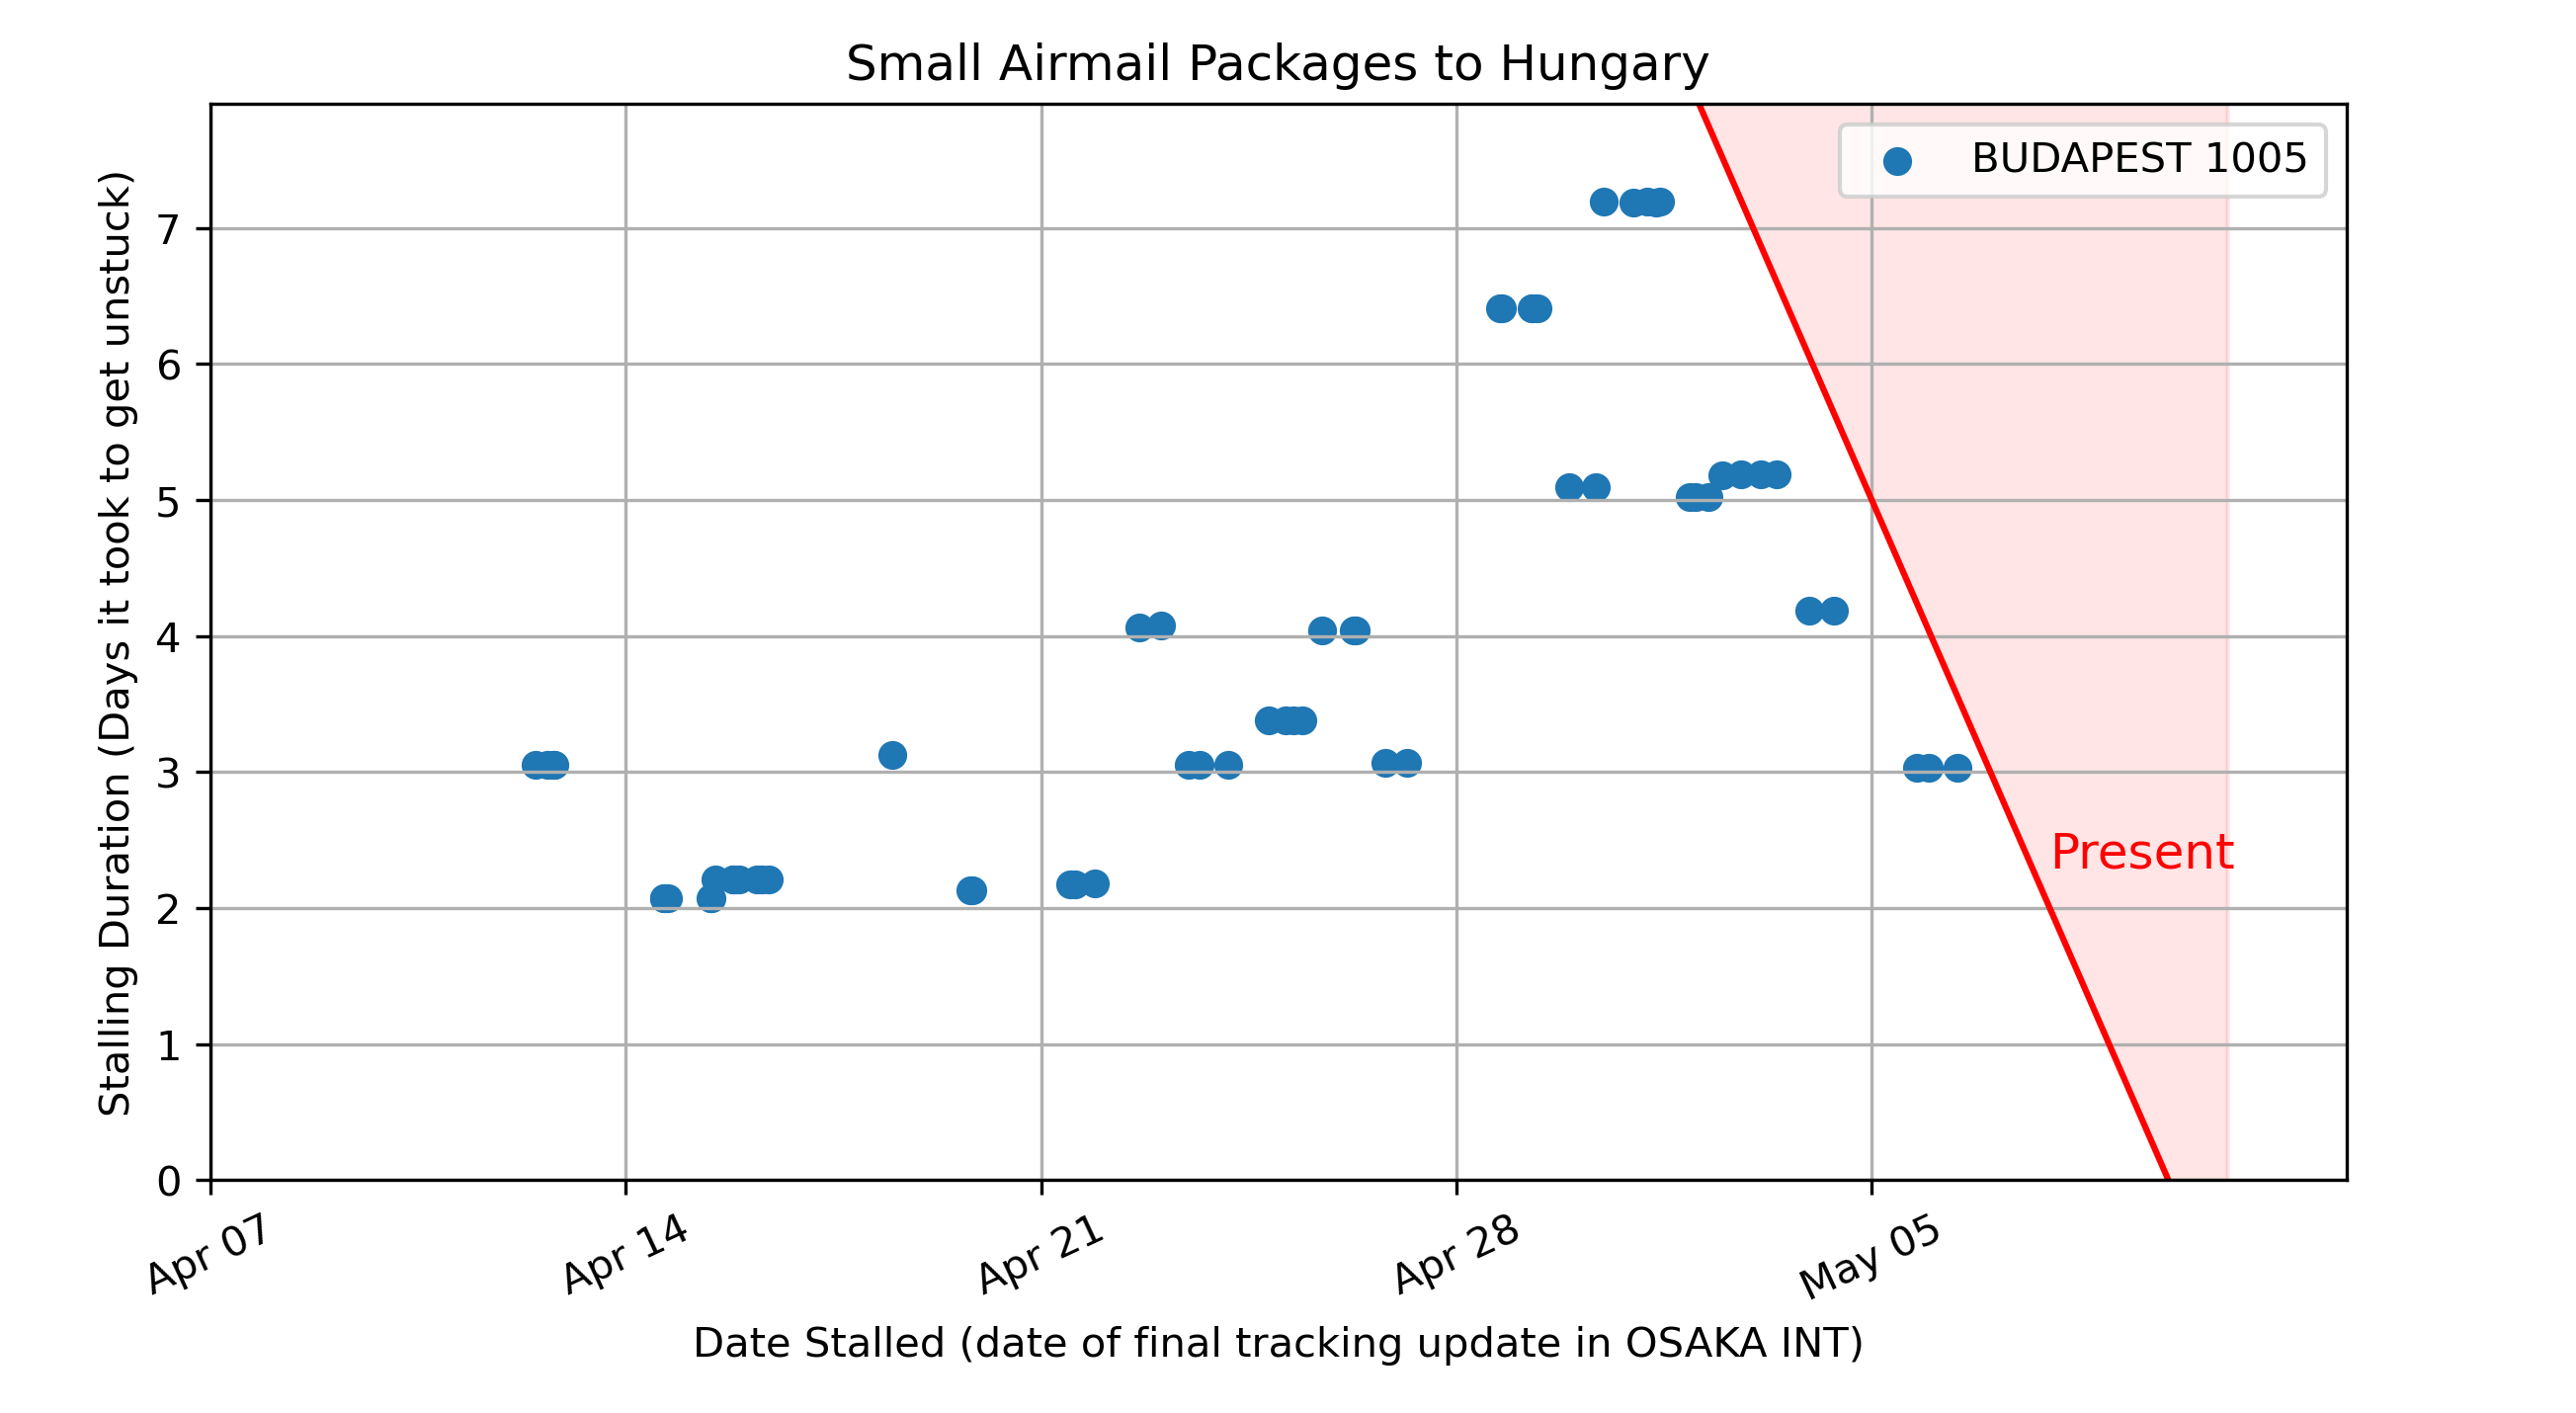 Small Airmail Packages to Hungary
BUDAPEST 1005
Stalling Duration (Days it took to get unstuck)
7
6
5
4
3
2
1
0
Present
Apr 07
Apr 14
Apr 21
Apr 28
May 05
Date Stalled (date of final tracking update in OSAKA INT)